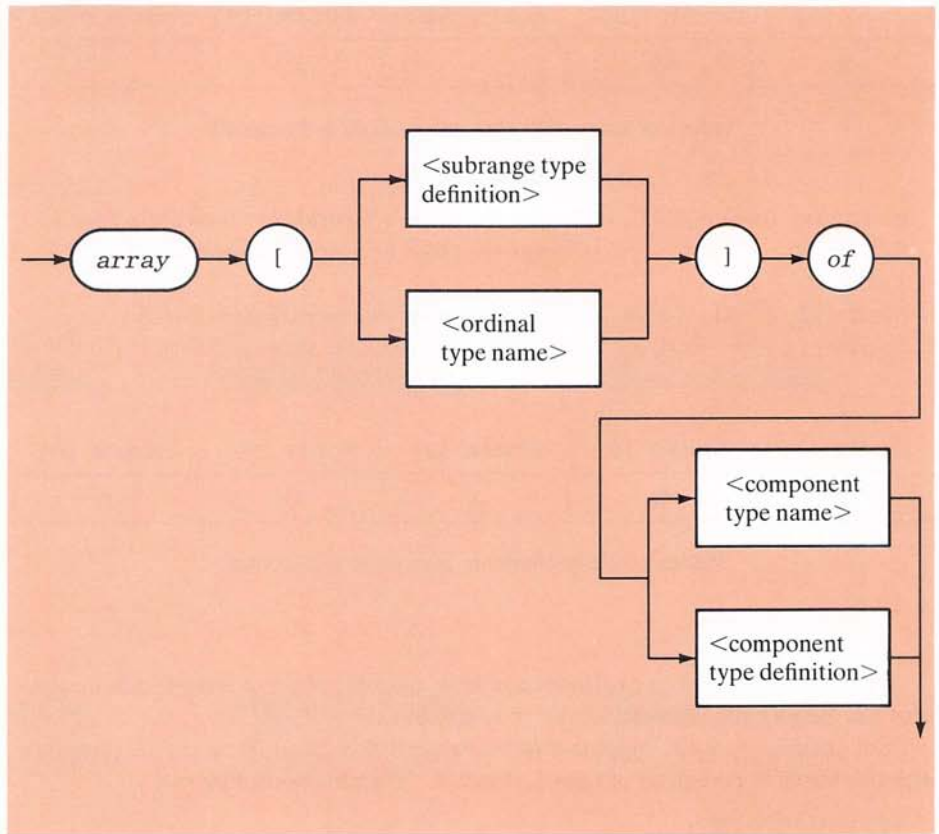 <subrange type
definition>
array
[
]
of
<ordinal
type name>
<component
type name>
<component
type definition>